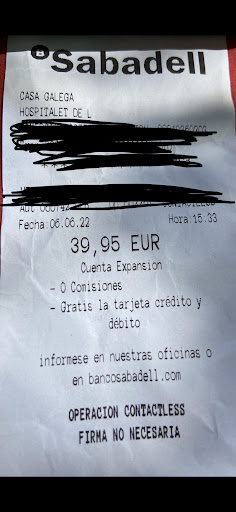 Sabadell
CASA GALEGA
HOSPITALET DE L
Fecha:06.06.22 Hora:15:33
39,95 EUR
Cuenta Expansion
- 0 Comisiones
- Gratis la tarjeta crédito y
débito
informese en nuestras oficinas o
en bancosabadell.com
OPERACION CONTACTLESS
FIRMA NO NECESARIA